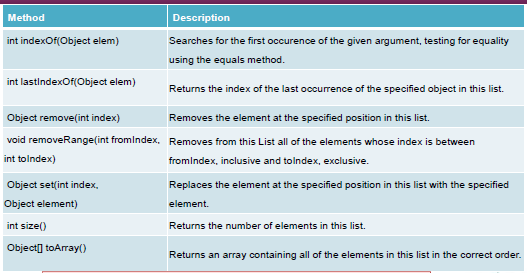 Method Description
int indexOf(Object elem) Searches for the first occurence of the given argument, testing for equality
using the equals method.
int lastIndexOf(Object elem) Returns the index of the last occurrence of the specified object in this list.
Object remove(int index) Removes the element at the specified position in this list.
void removeRange(int fromIndex, Removes from this List all of the elements whose index is between
int toIndex) fromIndex, inclusive and toIndex, exclusive.
Object set(int index, Replaces the element at the specified position in this list with the specified
Object element) element.
int size() Returns the number of elements in this list.
Object[] toArray() Returns an array containing all of the elements in this list in the correct order.